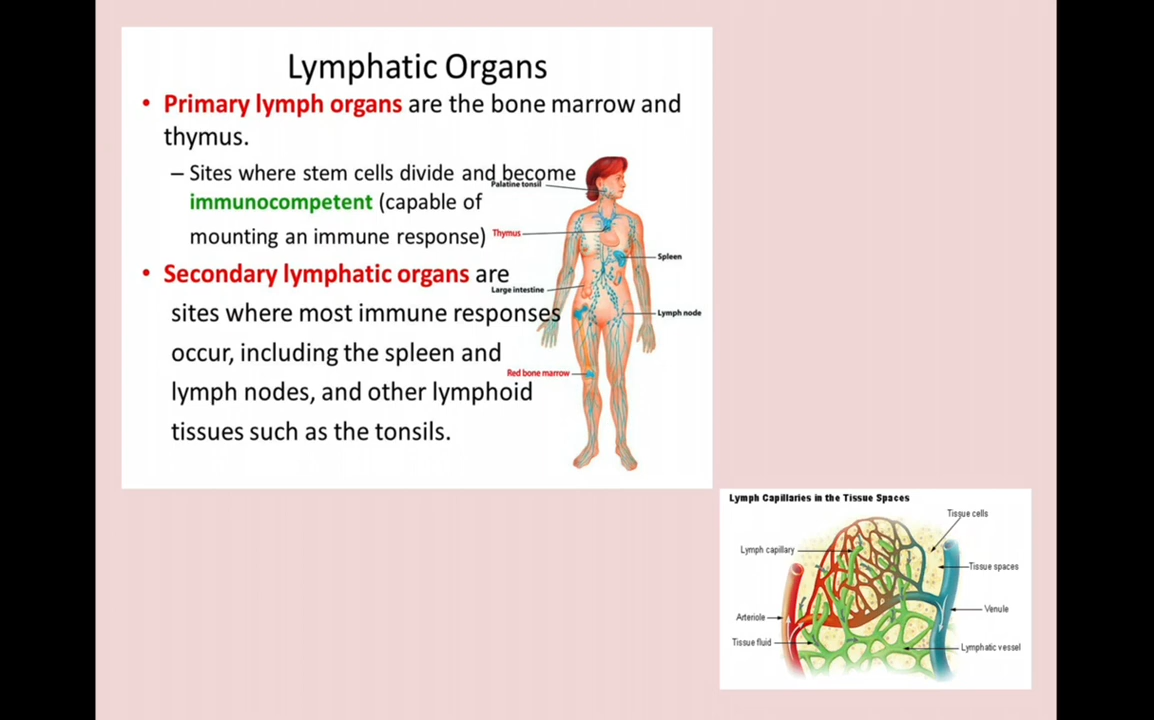 Lymphatic Organs
• Primary lymph organs are the bone marrow and
thymus.
– Sites where stem cells divide and become
immunocompetent (capable of
mounting an immune response)
• Secondary lymphatic organs are
sites where most immune responses
occur, including the spleen and
lymph nodes, and other lymphoid
tissues such as the tonsils.
Palatine tonsil
Thymus
Spleen
Large intestine
Lymph node
Red bone marrow
Lymph Capillaries in the Tissue Spaces
Tissue cells
Lymph capillary
Tissue spaces
Venule
Arteriole
Tissue fluid
Lymphatic vessel